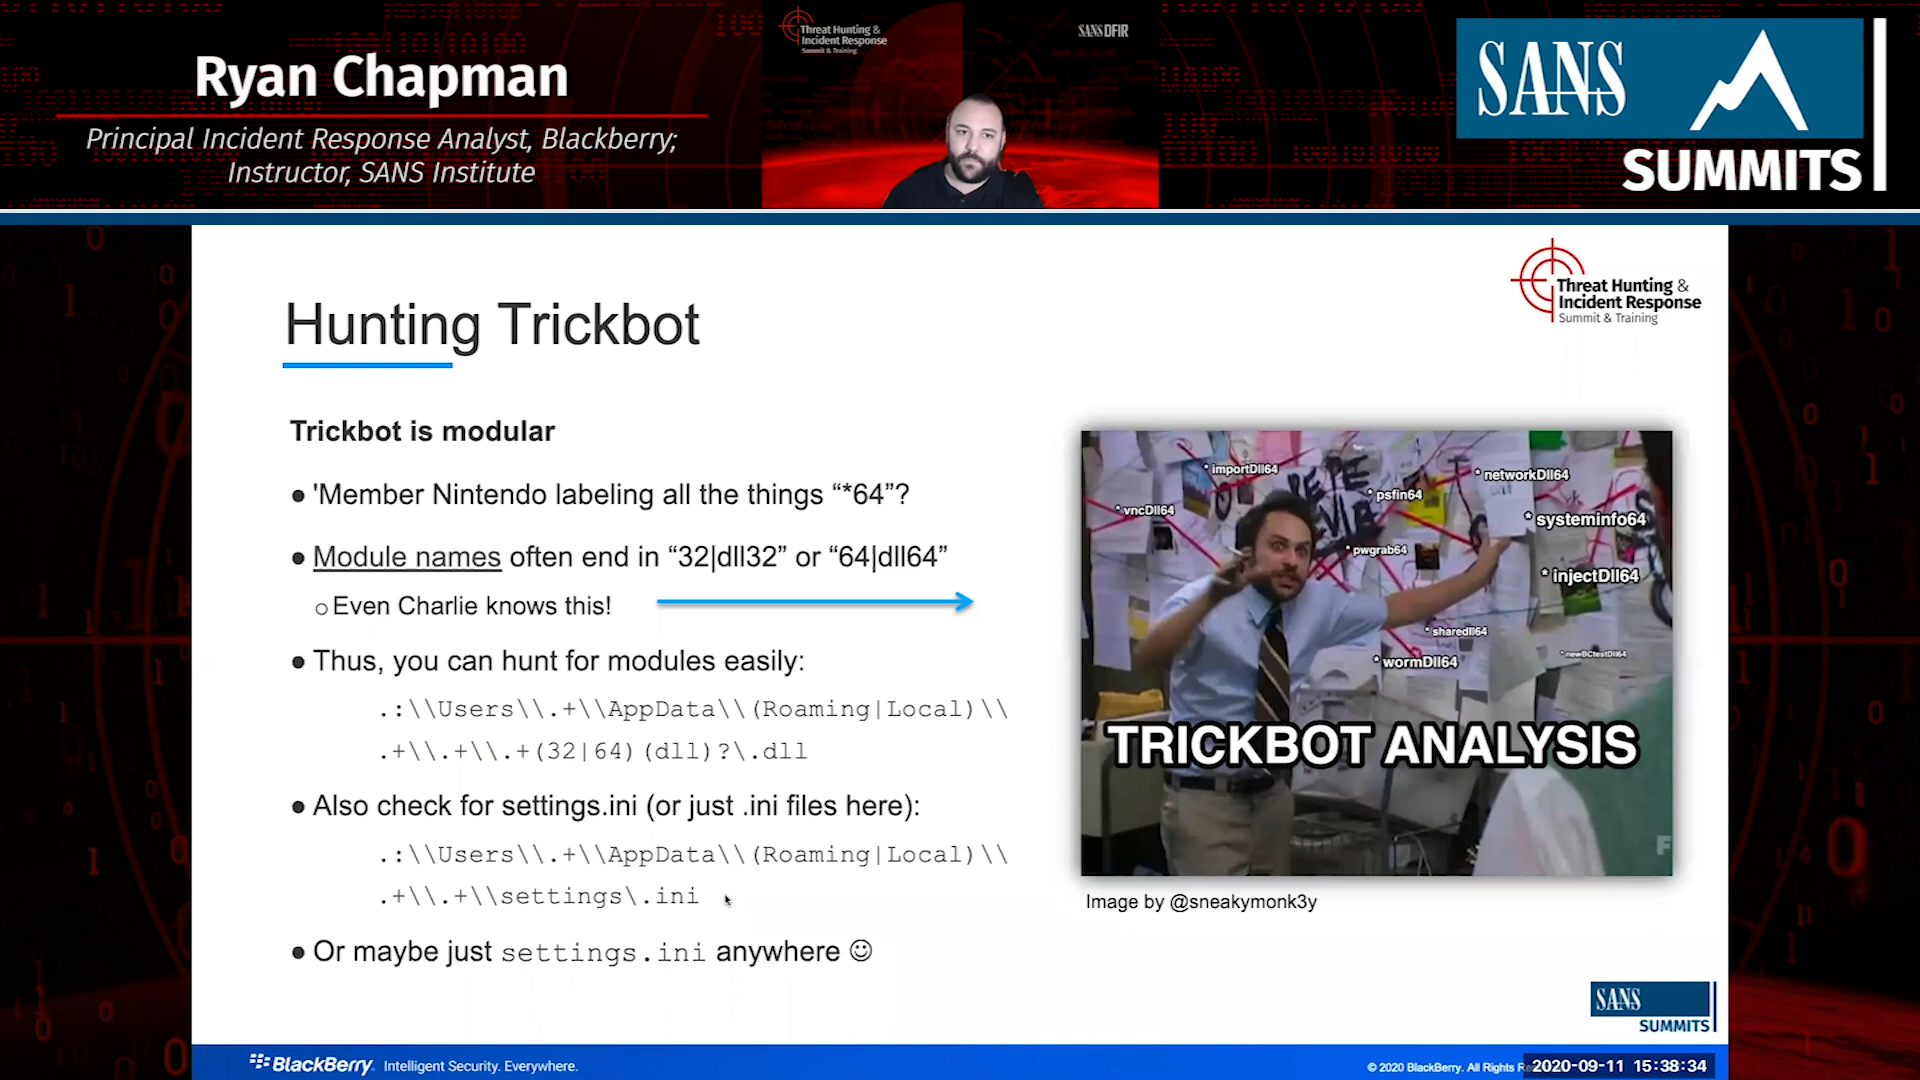 Ryan Chapman
Principal Incident Response Analyst, Blackberry;
Instructor, SANS Institute
Threat Hunting &
Incident Response
Summit & Training
SANS DFIR
SANS
SUMMITS
Threat Hunting &
Incident Response
Summit & Training
Hunting Trickbot
Trickbot is modular
● 'Member Nintendo labeling all the things “*64”?
● Module names often end in “32|dll32” or “64|dll64”
○ Even Charlie knows this!
● Thus, you can hunt for modules easily:
.:\\Users\\.+\\AppData\\(Roaming|Local)\\
.+\\.+\\.+(32|64)(dll)?\.dll
● Also check for settings.ini (or just .ini files here):
.:\\Users\\.+\\AppData\\(Roaming|Local)\\
.+\\.+\\settings\.ini
● Or maybe just settings.ini anywhere ☺
* importDll64
* networkDll64
* psfin64
* vncDll64
* systeminfo64
* pwgrab64
* injectDll64
* sharedll64
* newBCtestDll64
* wormDll64
TRICKBOT ANALYSIS
Image by @sneakymonk3y
SANS
SUMMITS
BlackBerry Intelligent Security. Everywhere.
© 2020 BlackBerry. All Rights
2020-09-11 15:38:34